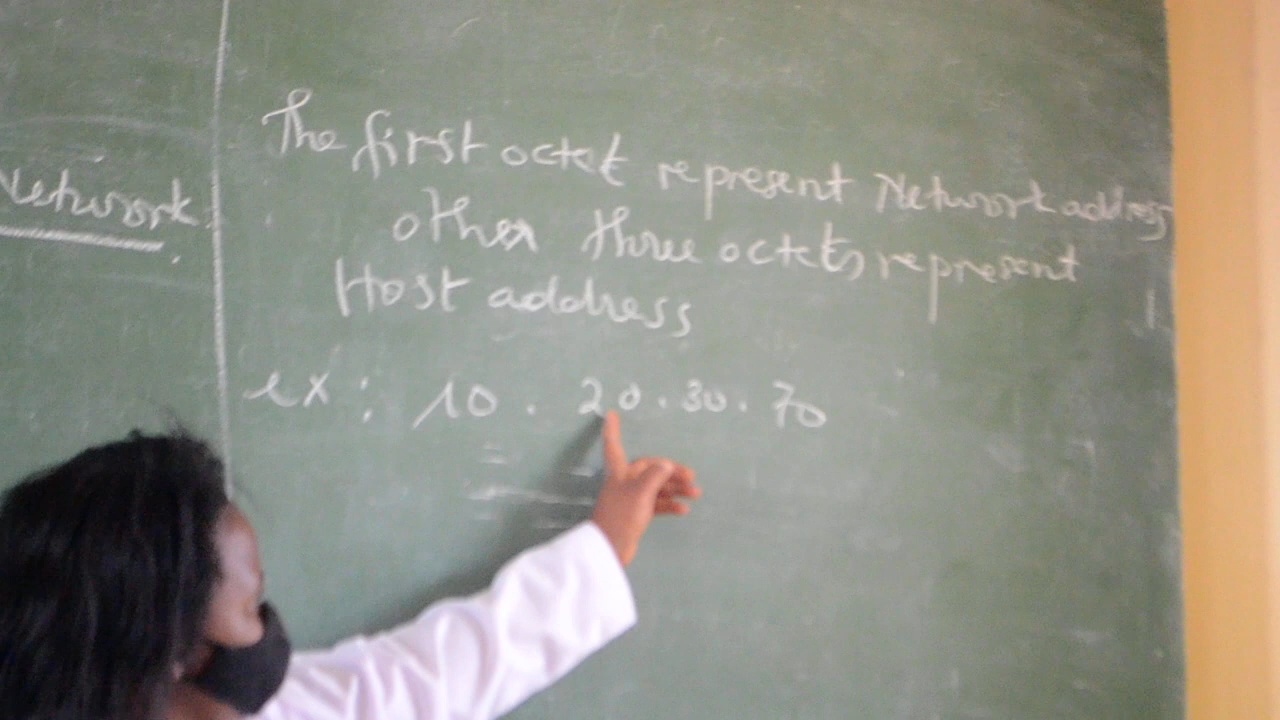 Network
The first octet represent Network address
other three octets represent
Host address
ex: 10. 20. 30. 70